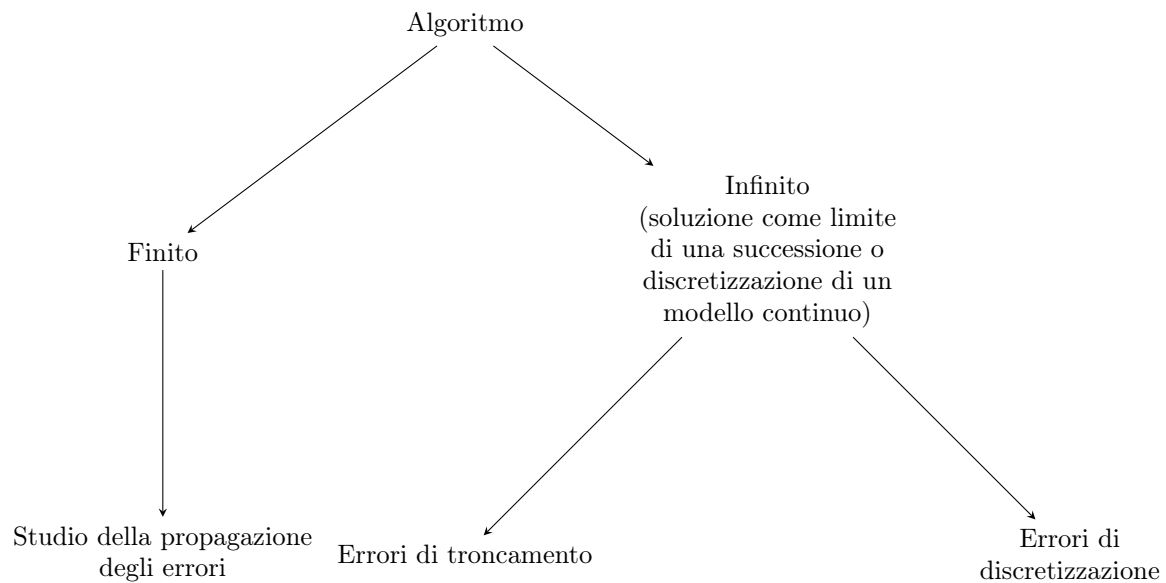 Algoritmo
Finito
Infinito
(soluzione come limite
di una successione o
discretizzazione di un
modello continuo)
Studio della propagazione
degli errori
Errori di troncamento
Errori di
discretizzazione